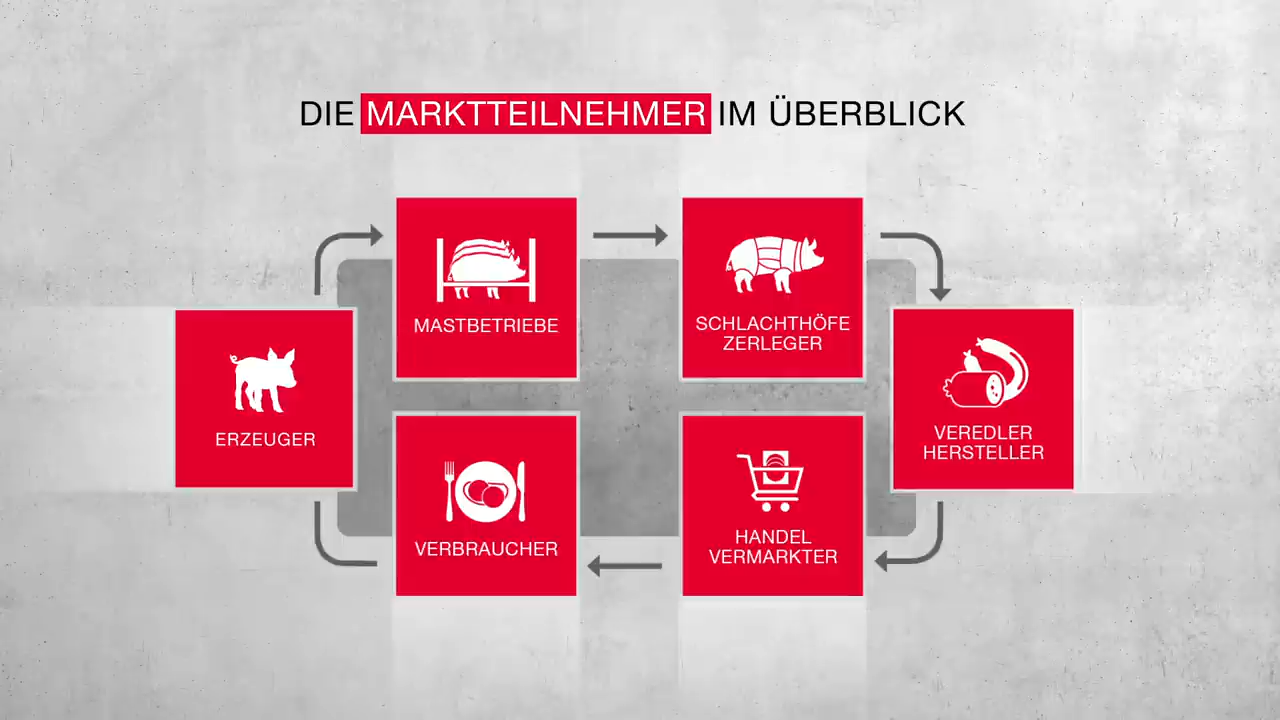 DIE MARKTTEILNEHMER IM ÜBERBLICK
MASTBETRIEBE
SCHLACHTHÖFE
ZERLEGER
ERZEUGER
VEREDLER
HERSTELLER
VERBRAUCHER
HANDEL
VERMARKTER